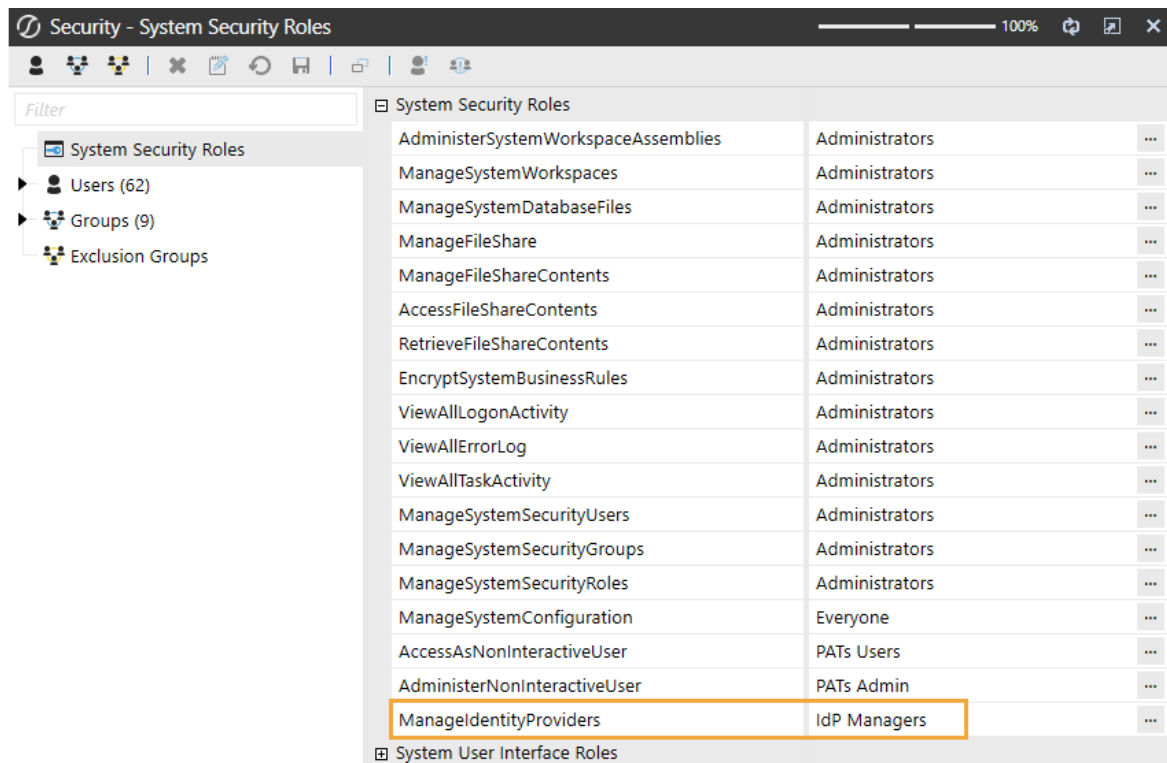 Security - System Security Roles
100%
Filter
System Security Roles
Users (62)
Groups (9)
Exclusion Groups
System Security Roles
AdministerSystemWorkspaceAssemblies Administrators ...
ManageSystemWorkspaces Administrators ...
ManageSystemDatabaseFiles Administrators ...
ManageFileShare Administrators ...
ManageFileShareContents Administrators ...
AccessFileShareContents Administrators ...
RetrieveFileShareContents Administrators ...
EncryptSystemBusinessRules Administrators ...
ViewAllLogonActivity Administrators ...
ViewAllErrorLog Administrators ...
ViewAllTaskActivity Administrators ...
ManageSystemSecurityUsers Administrators ...
ManageSystemSecurityGroups Administrators ...
ManageSystemSecurityRoles Administrators ...
ManageSystemConfiguration Everyone ...
AccessAsNonInteractiveUser PATs Users ...
AdministerNonInteractiveUser PATs Admin ...
ManageIdentityProviders IdP Managers ...
System User Interface Roles